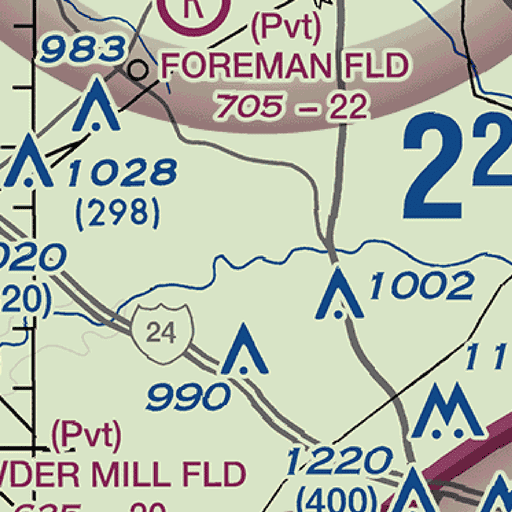 R
(Pvt)
983
FOREMAN FLD
705 – 22
22
1028
(298)
020
20)
1002
24
11
990
(Pvt)
WDER MILL FLD
1220
(400)